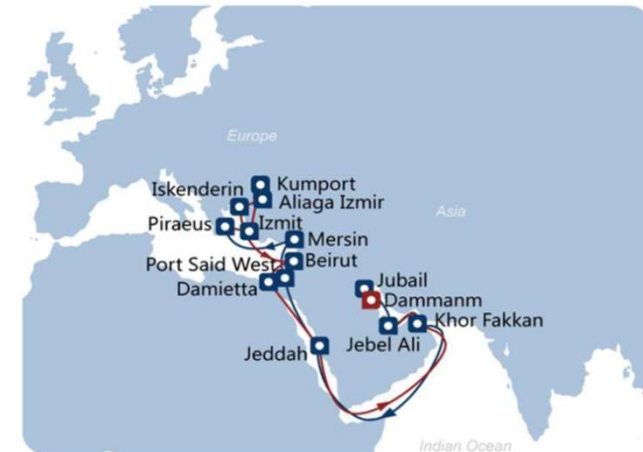 Europe
Iskenderin
Kumport
Aliaga Izmir
Piraeus
Izmit
Asia
Mersin
Port Said West
Beirut
Damietta
Jubail
Dammanm
Khor Fakkan
Jeddah
Jebel Ali
Indian Ocean